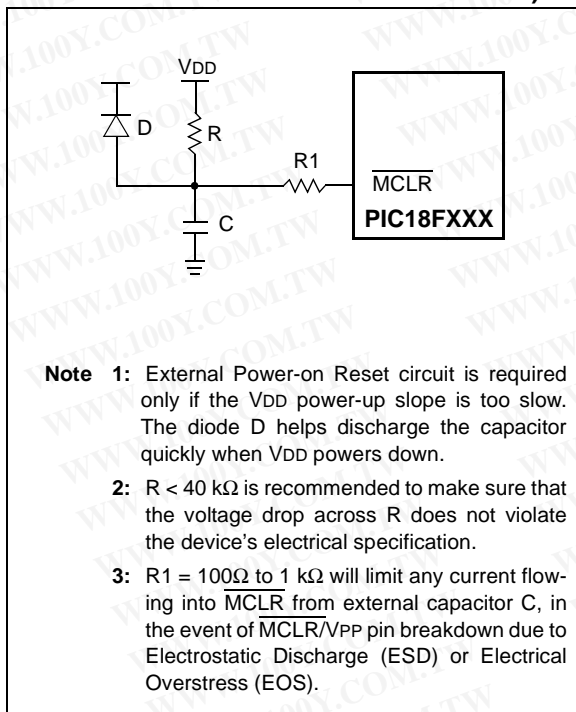 VDD
D
R
R1
MCLR
C
PIC18FXXX
Note 1: External Power-on Reset circuit is required
only if the VDD power-up slope is too slow.
The diode D helps discharge the capacitor
quickly when VDD powers down.
2: R < 40 kΩ is recommended to make sure that
the voltage drop across R does not violate
the device's electrical specification.
3: R1 = 100Ω to 1 kΩ will limit any current flow-
ing into MCLR from external capacitor C, in
the event of MCLR/VPP pin breakdown due to
Electrostatic Discharge (ESD) or Electrical
Overstress (EOS).
WWW.100Y.COM.TW